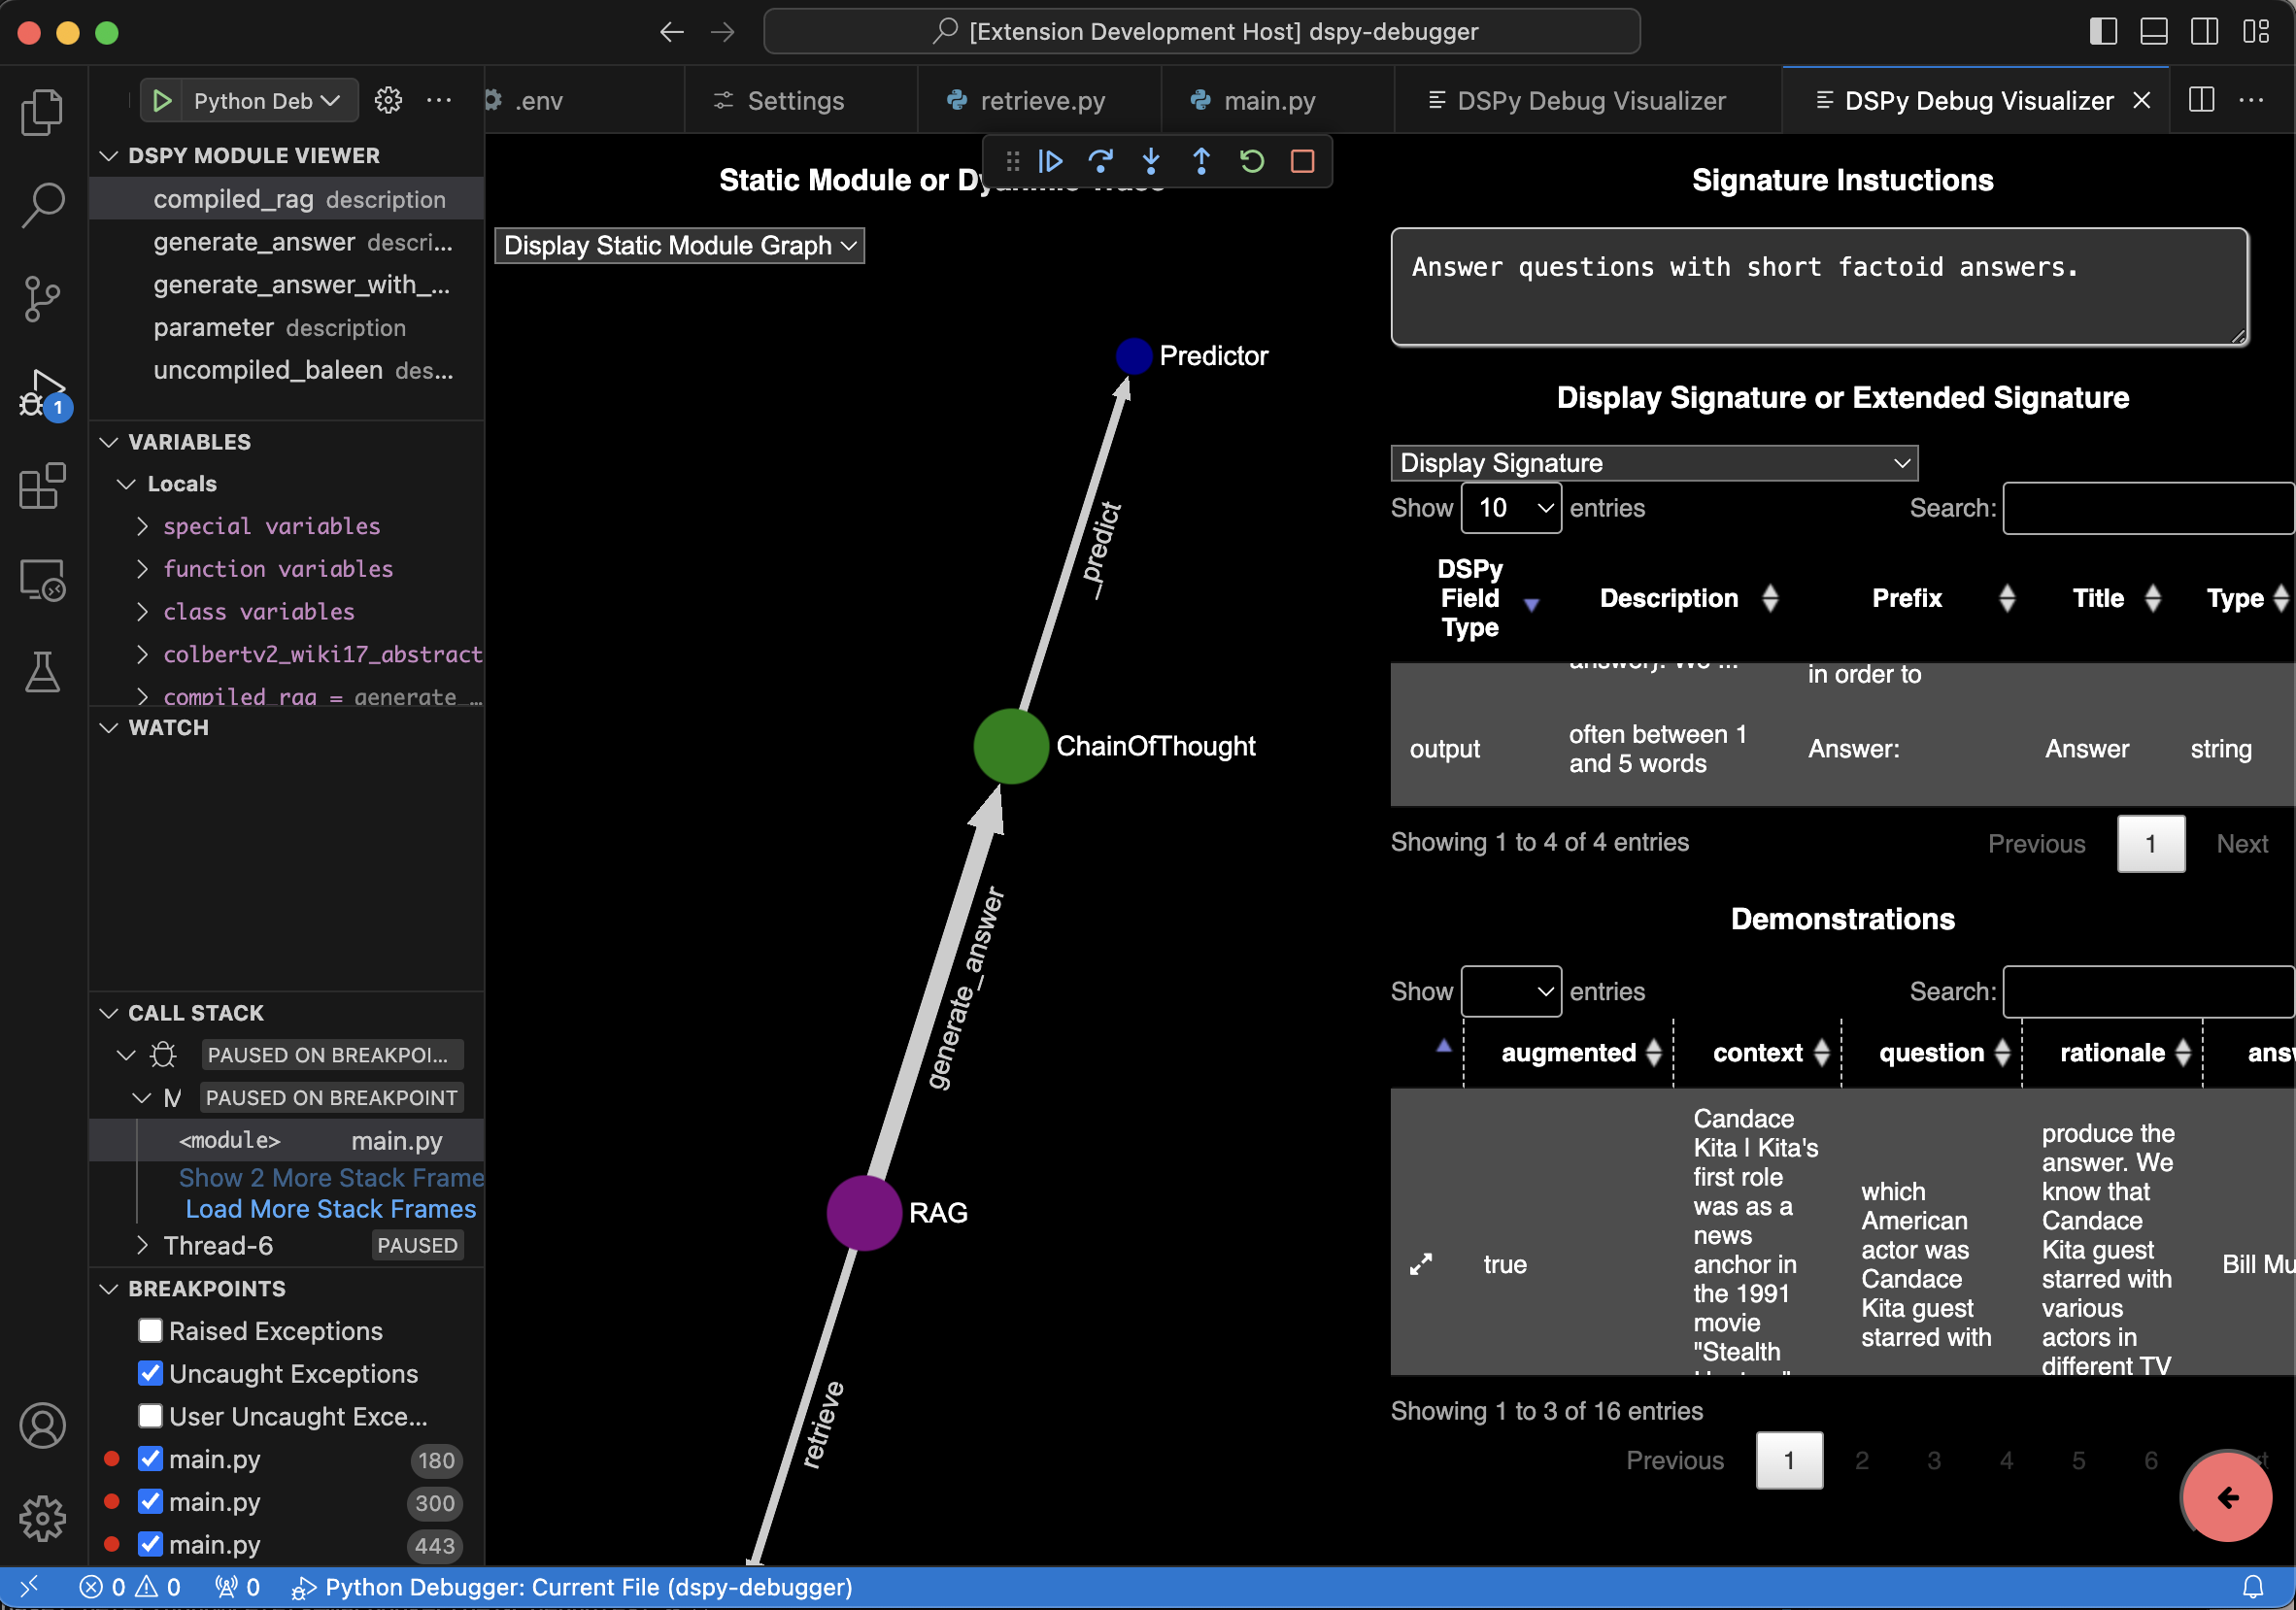 [Extension Development Host] dspy-debugger
Python Deb
.env
Settings
retrieve.py
main.py
DSPy Debug Visualizer
DSPy Debug Visualizer
DSPY MODULE VIEWER
compiled_rag description
generate_answer descri...
generate_answer_with_...
parameter description
uncompiled_baleen des...
1
VARIABLES
Locals
special variables
function variables
class variables
colbertv2_wiki17_abstract
compiled_rag = generate_...
WATCH
CALL STACK
PAUSED ON BREAKPOI...
M PAUSED ON BREAKPOINT
<module> main.py
Show 2 More Stack Frame
Load More Stack Frames
Thread-6 PAUSED
BREAKPOINTS
Raised Exceptions
Uncaught Exceptions
User Uncaught Exce...
main.py 180
main.py 300
main.py 443
Static Module or
Display Static Module Graph
Predictor
_predict
ChainOfThought
generate_answer
RAG
retrieve
Signature Instuctions
Answer questions with short factoid answers.
Display Signature or Extended Signature
Display Signature
Show 10 entries
Search:
DSPy
Field
Type
Description
Prefix
Title
Type
answer}. We ...
in order to
output
often between 1
and 5 words
Answer:
Answer
string
Showing 1 to 4 of 4 entries
Previous 1 Next
Demonstrations
Show entries
Search:
augmented
context
question
rationale
answ
true
Candace
Kita | Kita's
first role
was as a
news
anchor in
the 1991
movie
"Stealth
which
American
actor was
Candace
Kita guest
starred with
produce the
answer. We
know that
Candace
Kita guest
starred with
various
actors in
different TV
Bill Mu
Showing 1 to 3 of 16 entries
Previous 1 2 3 4 5 6
0 0 0 Python Debugger: Current File (dspy-debugger)